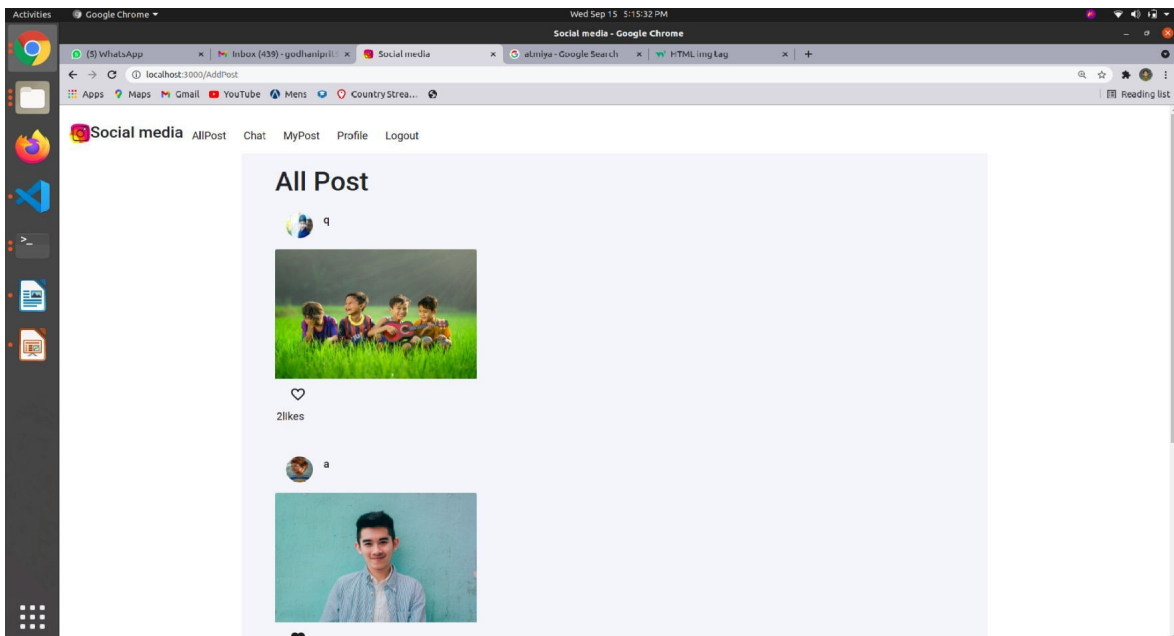 Activities Google Chrome Wed Sep 15 5:15:32 PM
Social media - Google Chrome
(5) WhatsApp Inbox (439) - godhaniprit Social media atmiya - Google Search HTML img tag
localhost:3000/AddPost
Apps Maps Gmail YouTube Mens Country Strea... Reading list
Social media AllPost Chat MyPost Profile Logout
All Post
q
2likes
a